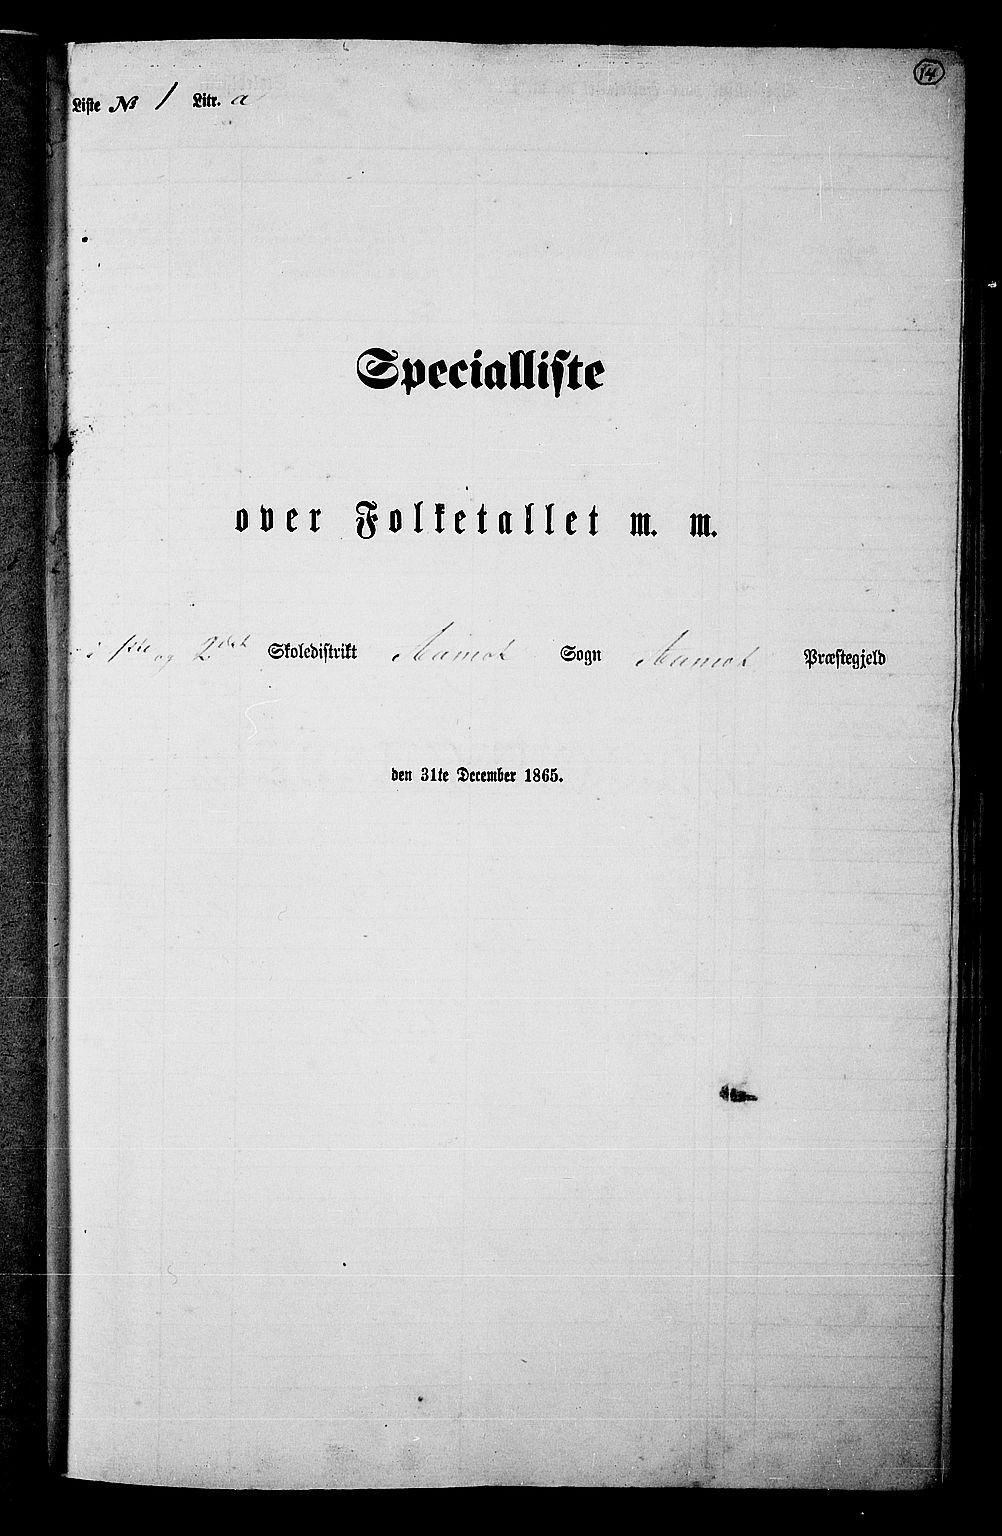 14
Liste № 1 Litr. a
Specialliste
over Folketallet m. m.
i 1ste og 2det Skoledistrikt Aamot Sogn Aamot Præstegjeld
den 31te December 1865.